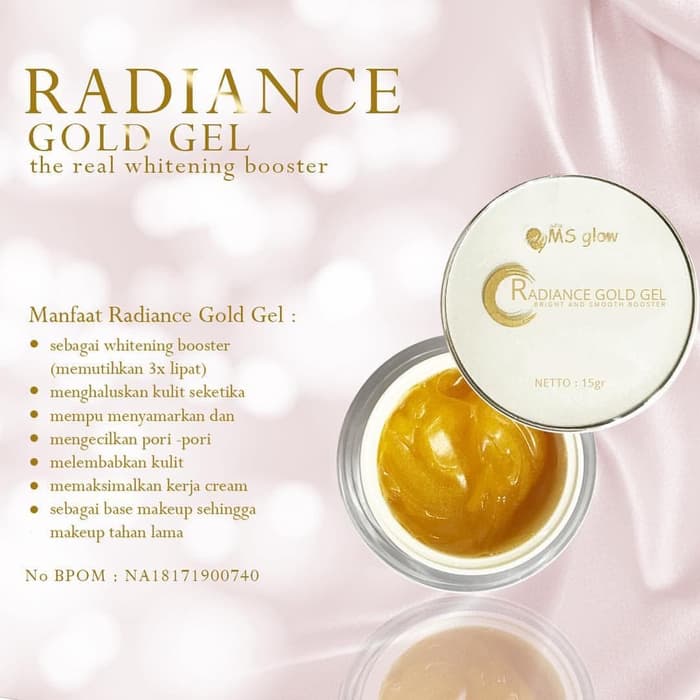 RADIANCE
GOLD GEL
the real whitening booster
MS glow
RADIANCE GOLD GEL
BRIGHT AND SMOOTH BOOSTER
NETTO : 15gr
Manfaat Radiance Gold Gel :
• sebagai whitening booster
(memutihkan 3x lipat)
• menghaluskan kulit seketika
• mempu menyamarkan dan
• mengecilkan pori -pori
• melembabkan kulit
• memaksimalkan kerja cream
• sebagai base makeup sehingga
makeup tahan lama
No BPOM : NA18171900740